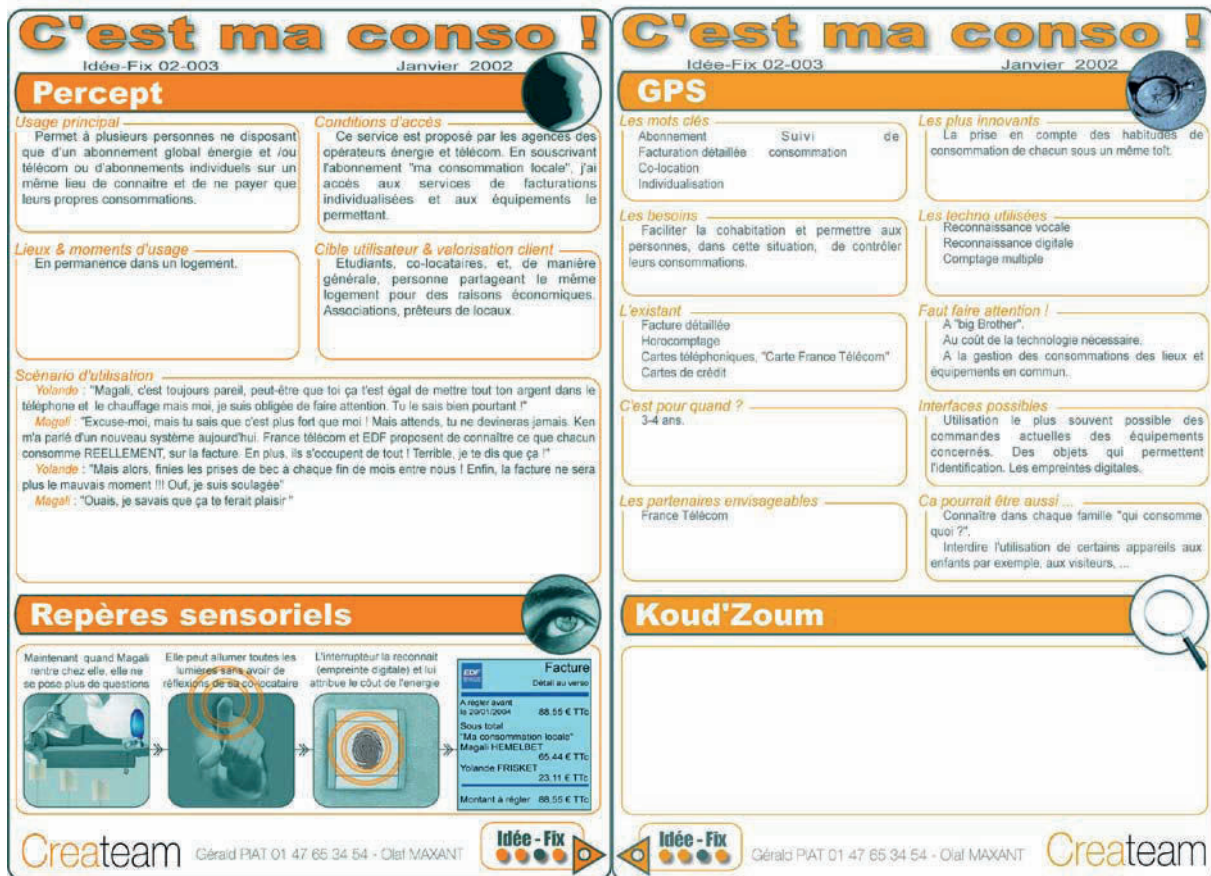 C'est ma conso !
Idée-Fix 02-003 Janvier 2002
Percept
Usage principal
Permet à plusieurs personnes ne disposant
que d'un abonnement global énergie et /ou
télécom ou d'abonnements individuels sur un
même lieu de connaitre et de ne payer que
leurs propres consommations.
Conditions d'accès
Ce service est proposé par les agences des
opérateurs énergie et télécom. En souscrivant
l'abonnement "ma consommation locale", j'ai
accès aux services de facturations
individualisées et aux équipements le
permettant.
Lieux & moments d'usage
En permanence dans un logement.
Cible utilisateur & valorisation client
Etudiants, co-locataires, et, de manière
générale, personne partageant le même
logement pour des raisons économiques.
Associations, prêteurs de locaux.
Scénario d'utilisation
Yolande : "Magali, c'est toujours pareil, peut-être que toi ça t'est égal de mettre tout ton argent dans le
téléphone et le chauffage mais moi, je suis obligée de faire attention. Tu le sais bien pourtant !"
Magali : "Excuse-moi, mais tu sais que c'est plus fort que moi ! Mais attends, tu ne devineras jamais. Ken
m'a parlé d'un nouveau système aujourd'hui. France télécom et EDF proposent de connaître ce que chacun
consomme REELLEMENT, sur la facture. En plus, ils s'occupent de tout ! Terrible, je te dis que ça !"
Yolande : "Mais alors, finies les prises de bec à chaque fin de mois entre nous ! Enfin, la facture ne sera
plus le mauvais moment !!! Ouf, je suis soulagée"
Magali : "Ouais, je savais que ça te ferait plaisir "
Repères sensoriels
Maintenant quand Magali
rentre chez elle, elle ne
se pose plus de questions
Elle peut allumer toutes les
lumières sans avoir de
réflexions de sa co-locataire
L'interrupteur la reconnait
(empreinte digitale) et lui
attribue le coût de l'energie
EDF
Facture
Détail au verso
A régler avant
le 20/01/2004 88,55 € TTc
Sous total
"Ma consommation locale"
Magali HEMELBET
65,44 € TTc
Yolande FRISKET
23,11 € TTc
Montant à régler 88,55 € TTc
Createam
Gérald PIAT 01 47 65 34 54 - Olaf MAXANT
Idée - Fix
C'est ma conso !
Idée-Fix 02-003 Janvier 2002
GPS
Les mots clés
Abonnement Suivi de
Facturation détaillée consommation
Co-location
Individualisation
Les plus innovants
La prise en compte des habitudes de
consommation de chacun sous un même toît.
Les besoins
Faciliter la cohabitation et permettre aux
personnes, dans cette situation, de contrôler
leurs consommations.
Les techno utilisées
Reconnaissance vocale
Reconnaissance digitale
Comptage multiple
L'existant
Facture détaillée
Horocomptage
Cartes téléphoniques, "Carte France Télécom"
Cartes de crédit
Faut faire attention !
A "big Brother".
Au coût de la technologie nécessaire.
A la gestion des consommations des lieux et
équipements en commun.
C'est pour quand ?
3-4 ans.
Interfaces possibles
Utilisation le plus souvent possible des
commandes actuelles des équipements
concernés. Des objets qui permettent
l'identification. Les empreintes digitales.
Les partenaires envisageables
France Télécom
Ca pourrait être aussi ...
Connaître dans chaque famille "qui consomme
quoi ?".
Interdire l'utilisation de certains appareils aux
enfants par exemple, aux visiteurs, ...
Koud'Zoum
Idée - Fix
Gérald PIAT 01 47 65 34 54 - Olaf MAXANT
Createam